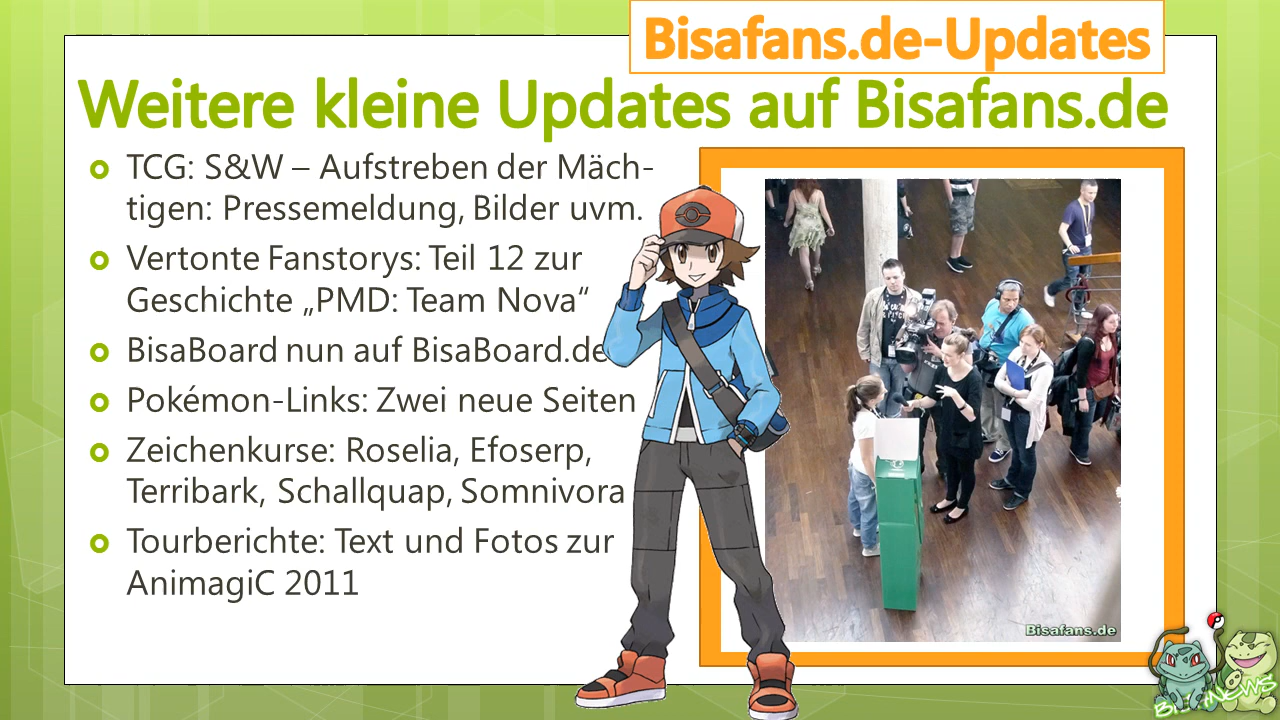 Bisafans.de-Updates
Weitere kleine Updates auf Bisafans.de
TCG: S&W – Aufstreben der Mäch-
tigen: Pressemeldung, Bilder uvm.
Vertonte Fanstorys: Teil 12 zur
Geschichte „PMD: Team Nova“
BisaBoard nun auf BisaBoard.de
Pokémon-Links: Zwei neue Seiten
Zeichenkurse: Roselia, Efoserp,
Terribark, Schallquap, Somnivora
Tourberichte: Text und Fotos zur
AnimagiC 2011
Bisafans.de